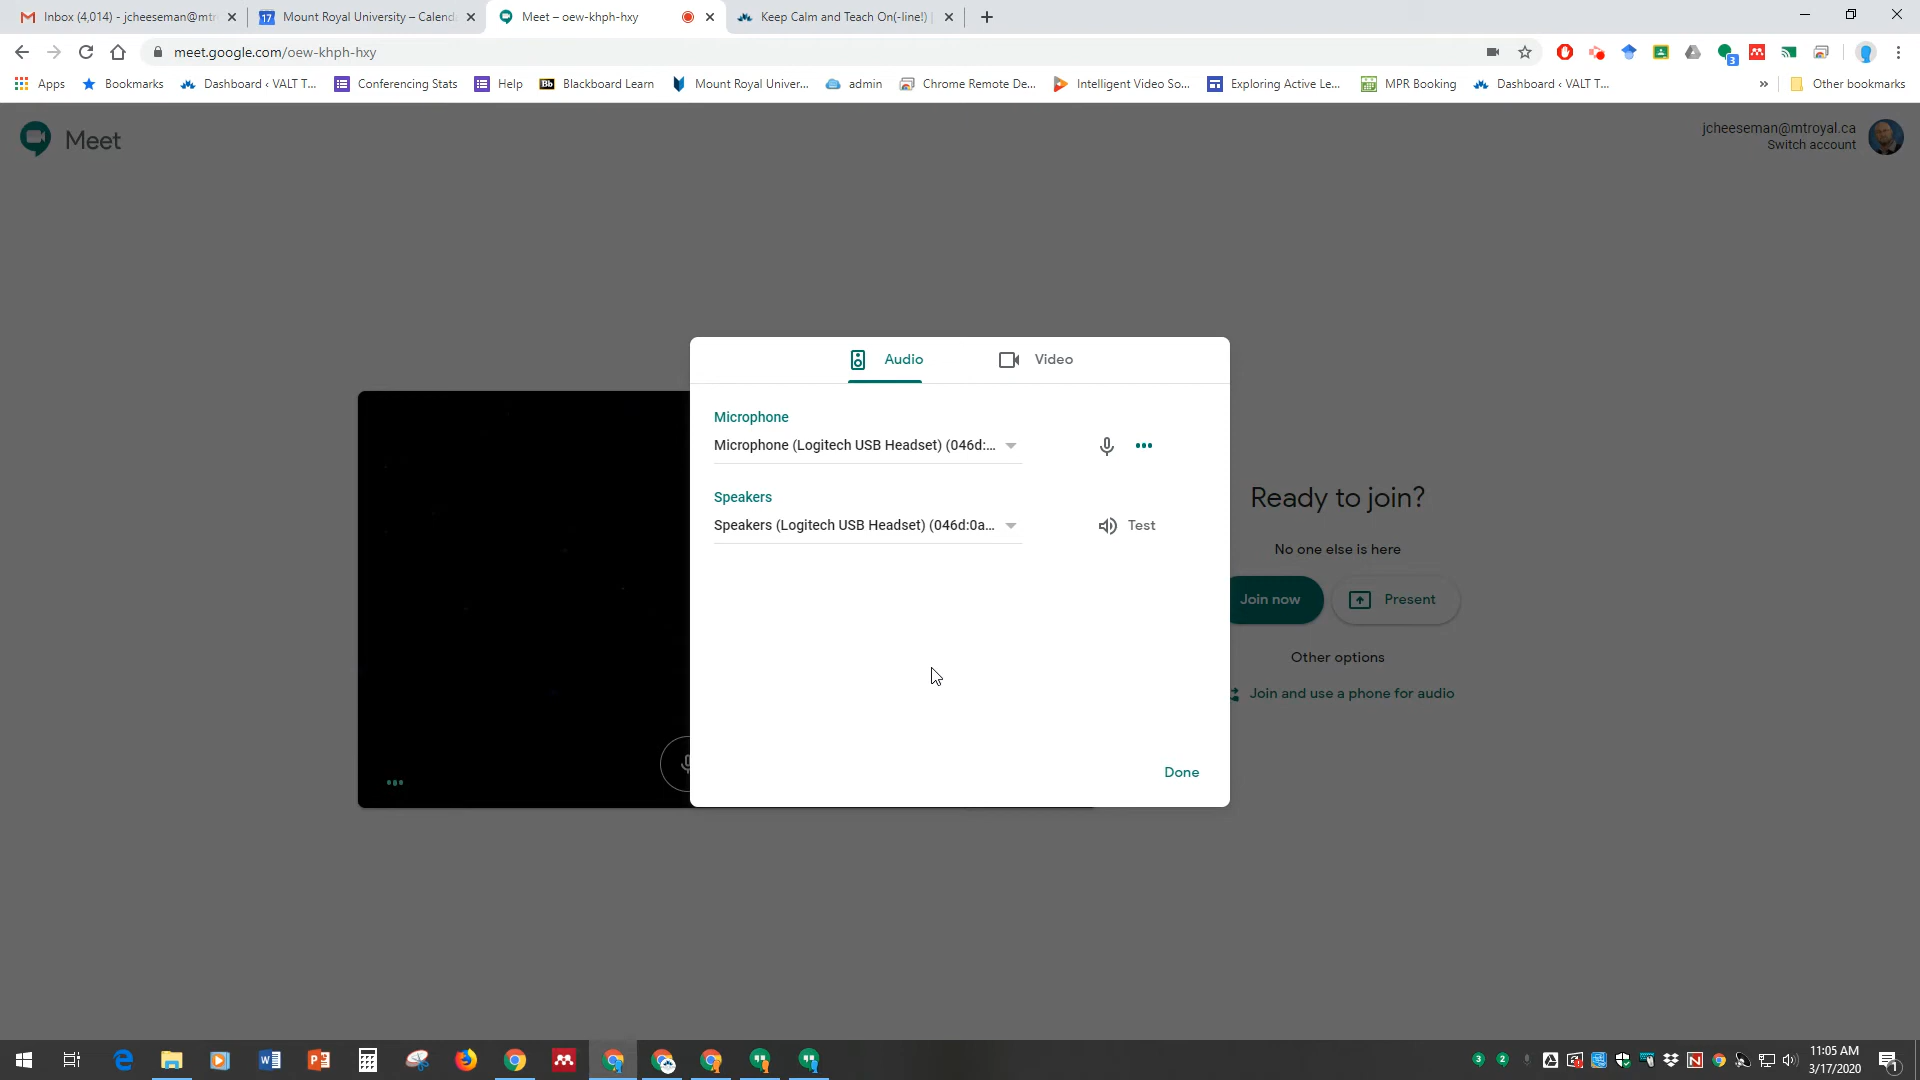 Inbox (4,014) - jcheeseman@mtr
Mount Royal University – Calend
Meet – oew-khph-hxy
Keep Calm and Teach On(-line!) |
meet.google.com/oew-khph-hxy
3
Apps
Bookmarks
Dashboard ‹ VALT T...
Conferencing Stats
Help
Bb
Blackboard Learn
Mount Royal Univer...
admin
Chrome Remote De...
Intelligent Video So...
Exploring Active Le...
MPR Booking
Dashboard ‹ VALT T...
»
Other bookmarks
Meet
jcheeseman@mtroyal.ca
Switch account
Audio
Video
Microphone
Microphone (Logitech USB Headset) (046d:...
Speakers
Speakers (Logitech USB Headset) (046d:0a...
Test
Done
Ready to join?
No one else is here
Join now
Present
Other options
Join and use a phone for audio
3
2
11:05 AM
3/17/2020
1